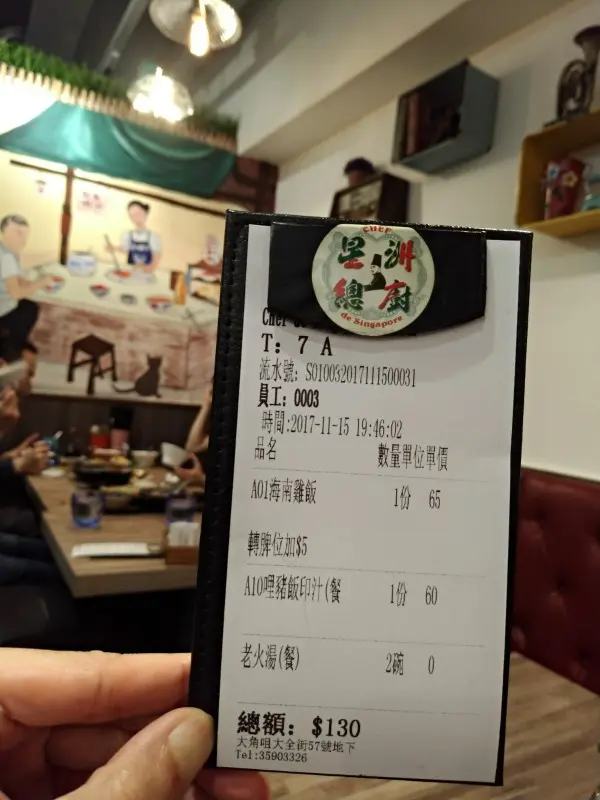 CHEF
星洲
總廚
de Singapore
T: 7 A
流水號: S010032017111500031
員工: 0003
時間:2017-11-15 19:46:02
品名 數量單位單價
A01海南雞飯 1份 65
轉脾位加$5
A10哩豬飯印汁(餐 1份 60
老火湯(餐) 2碗 0
總額: $130
大角咀大全街57號地下
Tel:35903326